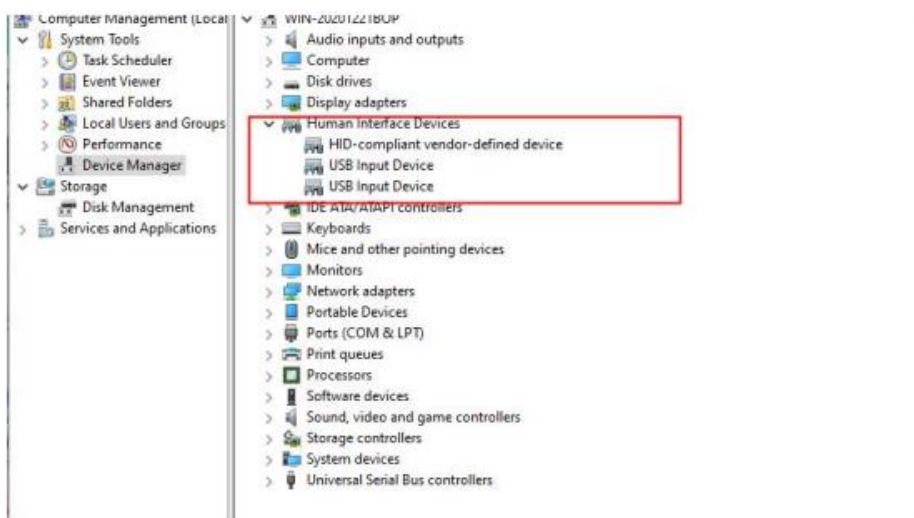 Computer Management (Local
System Tools
Task Scheduler
Event Viewer
Shared Folders
Local Users and Groups
Performance
Device Manager
Storage
Disk Management
Services and Applications
WIN-20201221BOP
Audio inputs and outputs
Computer
Disk drives
Display adapters
Human Interface Devices
HID-compliant vendor-defined device
USB Input Device
USB Input Device
IDE ATA/ATAPI controllers
Keyboards
Mice and other pointing devices
Monitors
Network adapters
Portable Devices
Ports (COM & LPT)
Print queues
Processors
Software devices
Sound, video and game controllers
Storage controllers
System devices
Universal Serial Bus controllers